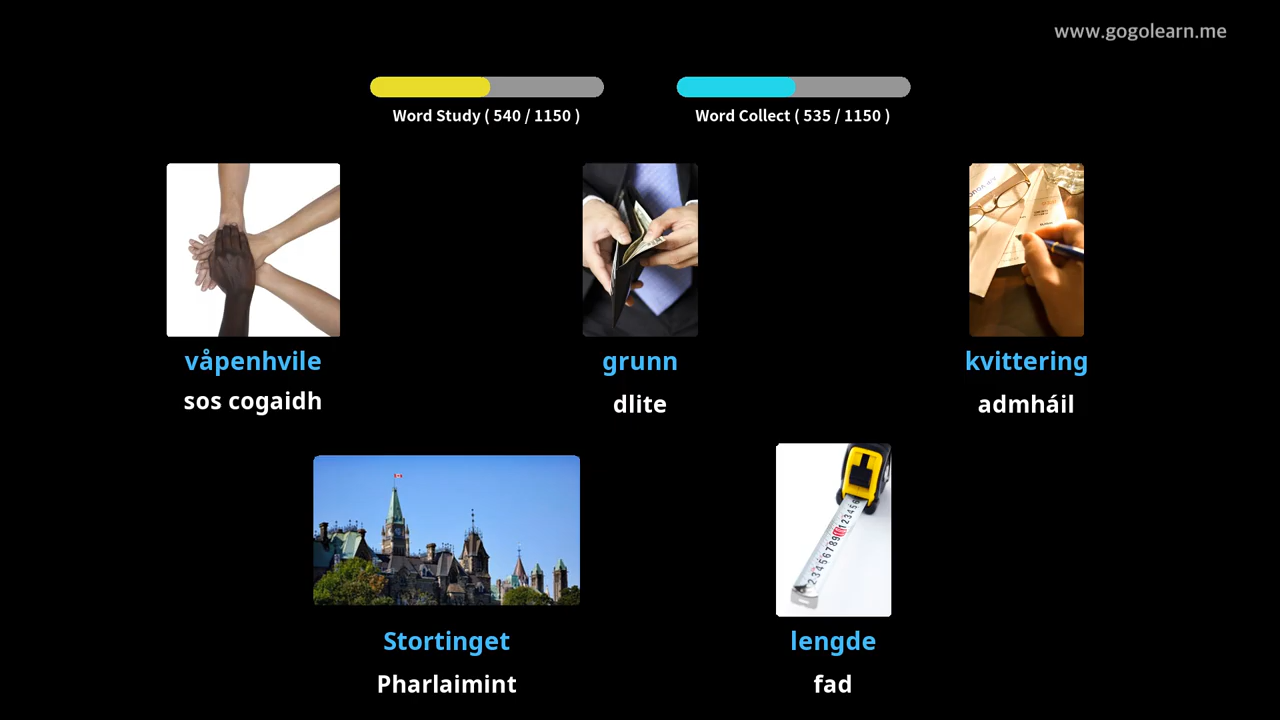 www.gogolearn.me
Word Study ( 540 / 1150 )
Word Collect ( 535 / 1150 )
våpenhvile
sos cogaidh
grunn
dlite
kvittering
admháil
Stortinget
Pharlaimint
lengde
fad